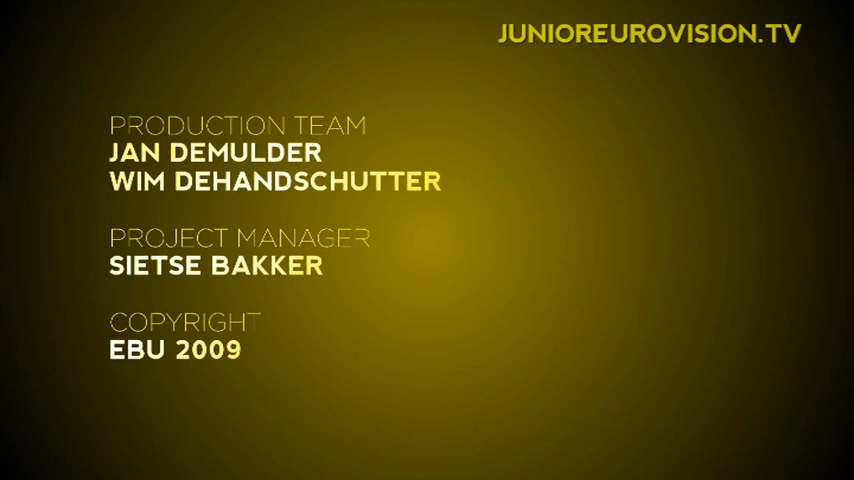 JUNIOREUROVISION.TV
PRODUCTION TEAM
JAN DEMULDER
WIM DEHANDSCHUTTER
PROJECT MANAGER
SIETSE BAKKER
COPYRIGHT
EBU 2009